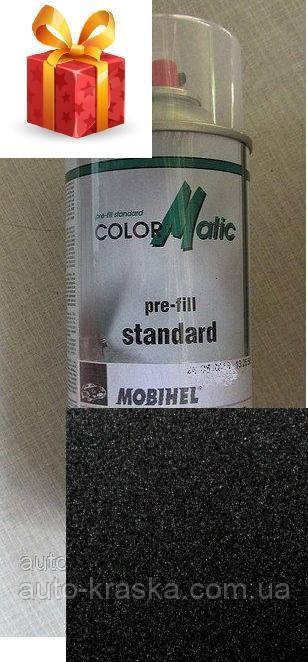 pre-fill standard
COLOR Matic
pre-fill
standard
MOBIHEL
auto
auto-kraska.com.ua